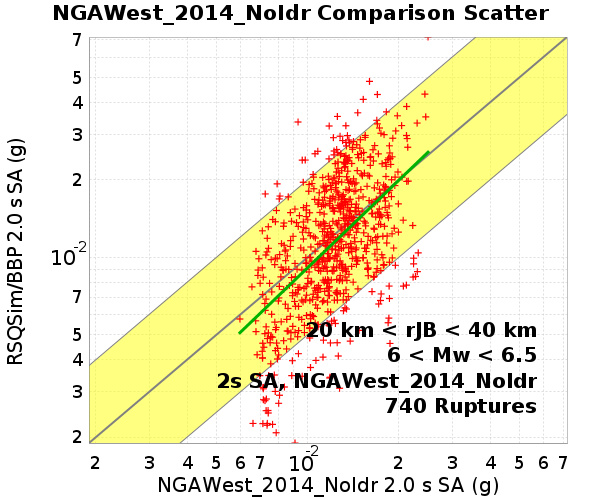 NGAWest_2014_NoIdr Comparison Scatter
RSQSim/BBP 2.0 s SA (g)
7
5
4
3
2
10⁻²
7
5
4
3
2
20 km < rJB < 40 km
6 < Mw < 6.5
2s SA, NGAWest_2014_NoIdr
740 Ruptures
2 3 4 5 6 7 10⁻² 2 3 4 5 6 7
NGAWest_2014_NoIdr 2.0 s SA (g)